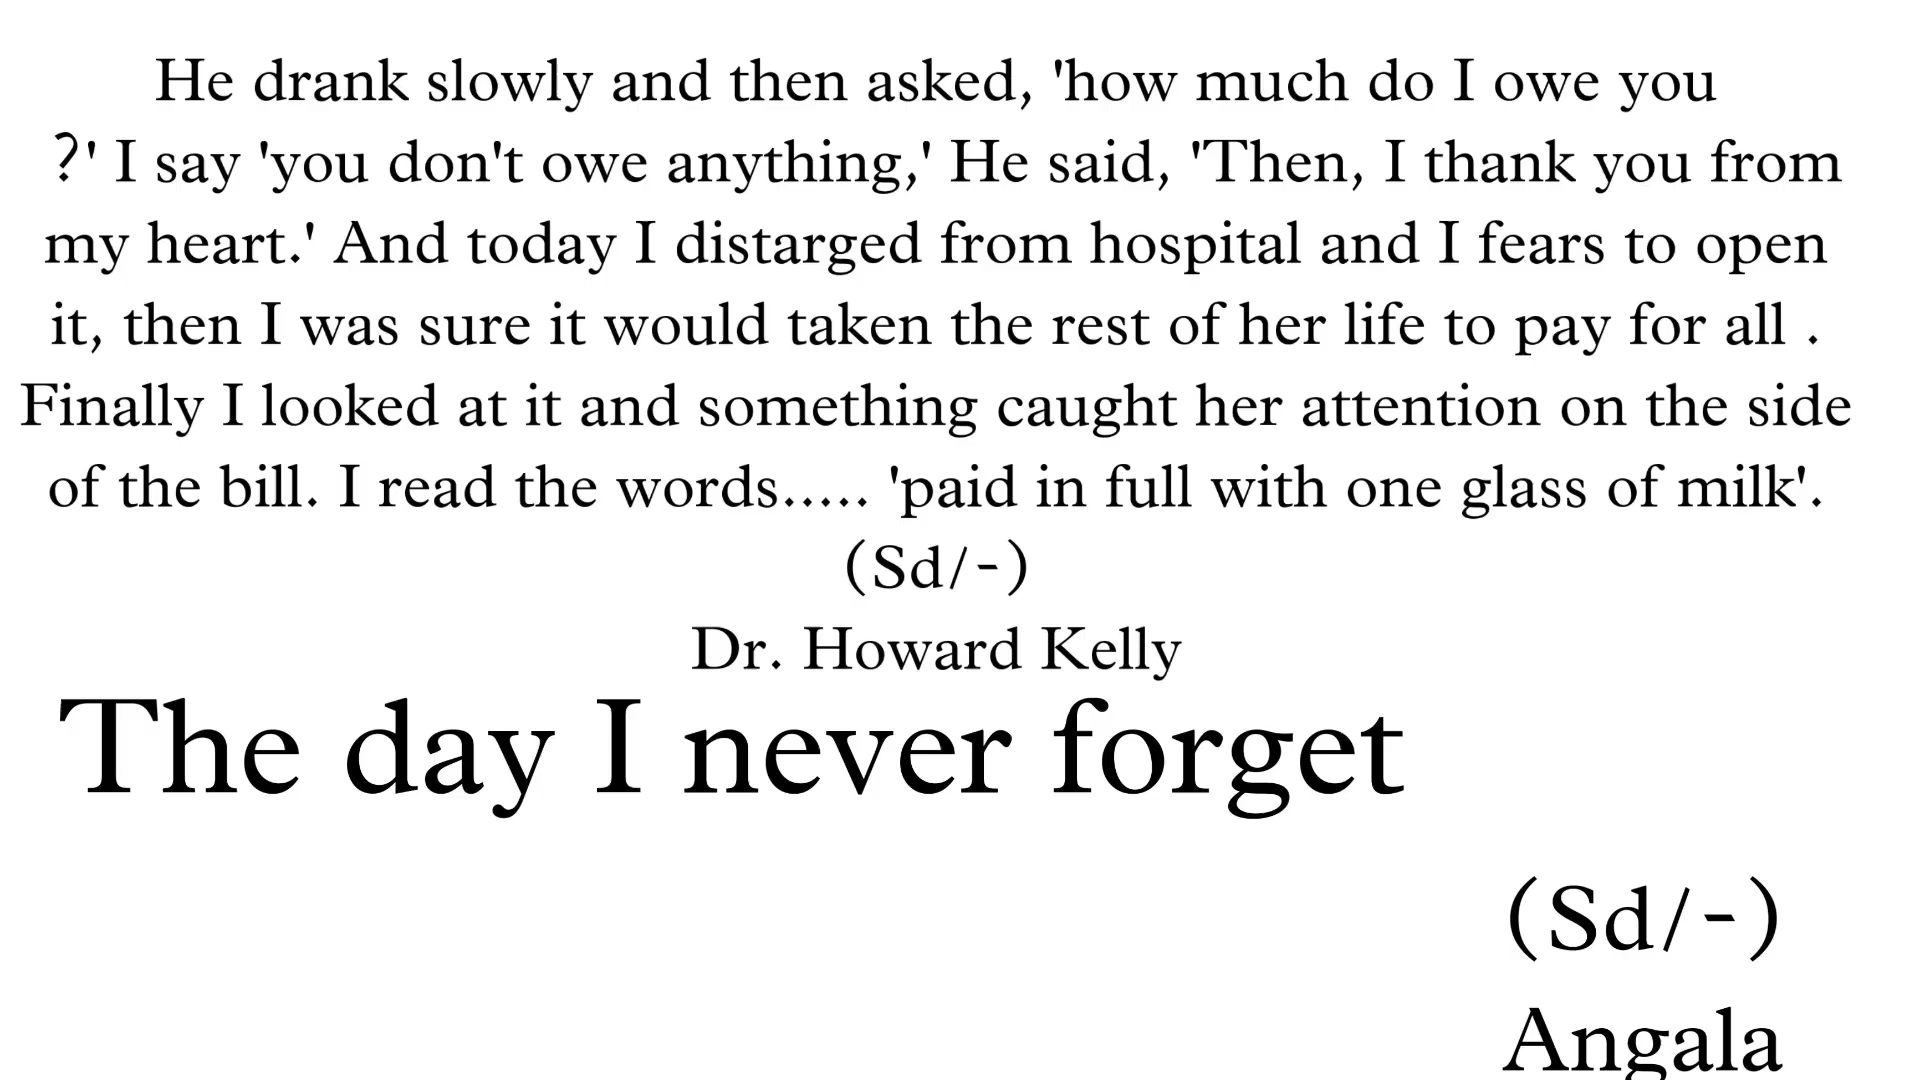 He drank slowly and then asked, 'how much do I owe you
?' I say 'you don't owe anything,' He said, 'Then, I thank you from
my heart.' And today I distarged from hospital and I fears to open
it, then I was sure it would taken the rest of her life to pay for all .
Finally I looked at it and something caught her attention on the side
of the bill. I read the words..... 'paid in full with one glass of milk'.
(Sd/-)
Dr. Howard Kelly
The day I never forget
(Sd/-)
Angala